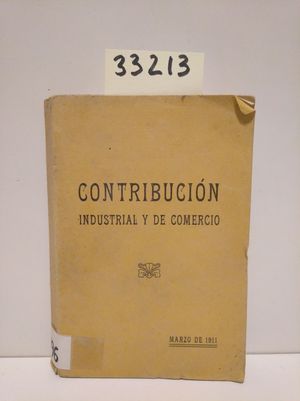 33213
CONTRIBUCIÓN
INDUSTRIAL Y DE COMERCIO
MARZO DE 1911